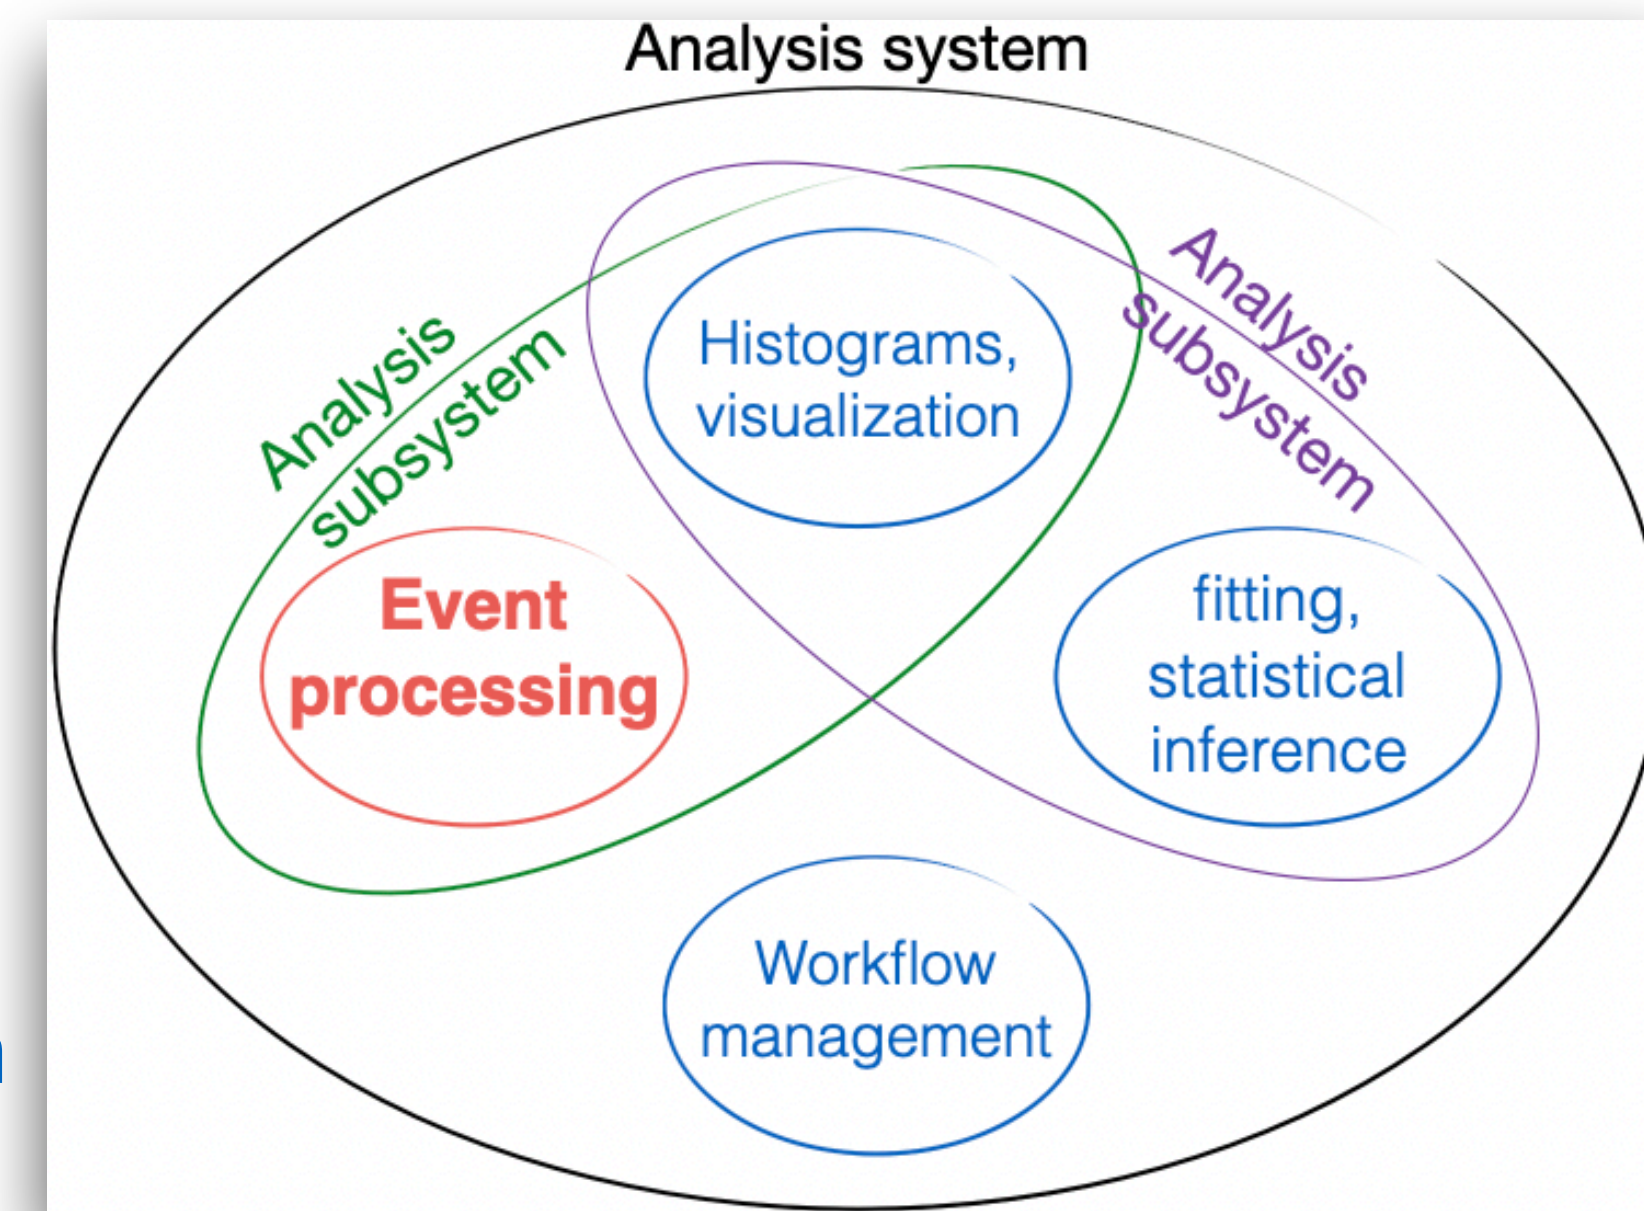 Analysis system
Analysis
subsystem
Analysis
subsystem
Histograms,
visualization
Event
processing
fitting,
statistical
inference
Workflow
management